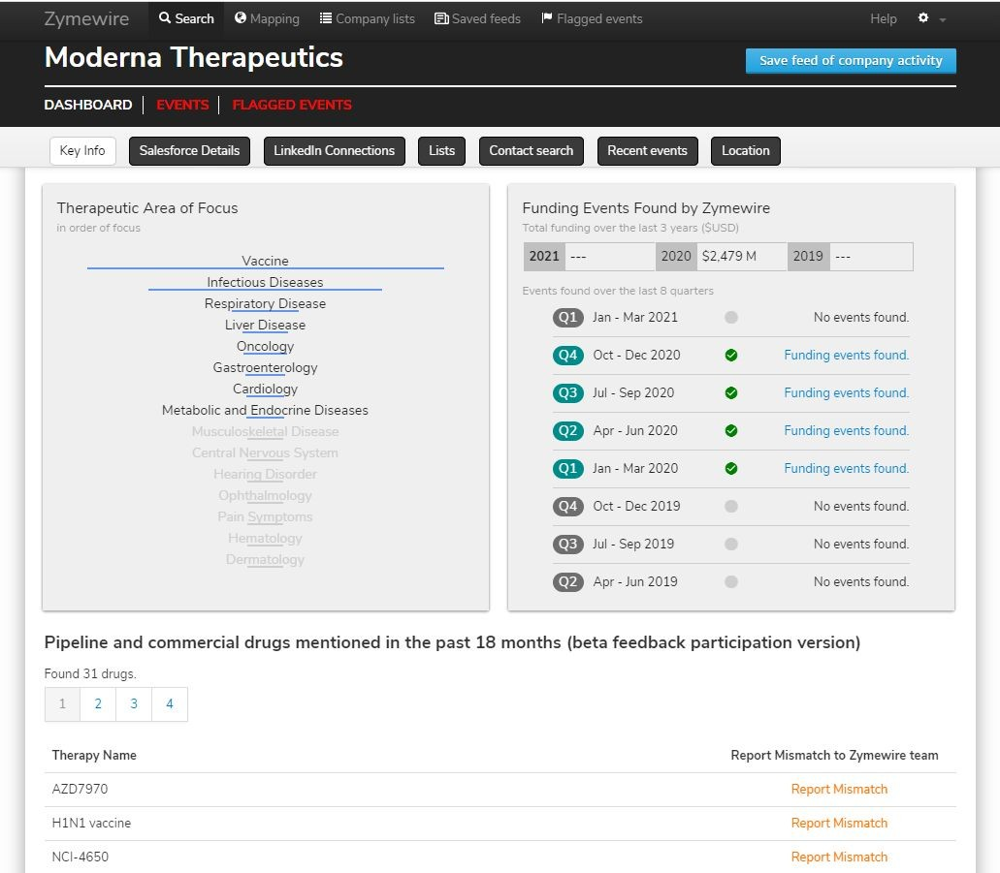 Zymewire Search Mapping Company lists Saved feeds Flagged events Help
Moderna Therapeutics
Save feed of company activity
DASHBOARD EVENTS FLAGGED EVENTS
Key Info Salesforce Details LinkedIn Connections Lists Contact search Recent events Location
Therapeutic Area of Focus
in order of focus
Vaccine
Infectious Diseases
Respiratory Disease
Liver Disease
Oncology
Gastroenterology
Cardiology
Metabolic and Endocrine Diseases
Musculoskeletal Disease
Central Nervous System
Hearing Disorder
Ophthalmology
Pain Symptoms
Hematology
Dermatology
Funding Events Found by Zymewire
Total funding over the last 3 years ($USD)
2021 --- 2020 $2,479 M 2019 ---
Events found over the last 8 quarters
Q1 Jan - Mar 2021 No events found.
Q4 Oct - Dec 2020 Funding events found.
Q3 Jul - Sep 2020 Funding events found.
Q2 Apr - Jun 2020 Funding events found.
Q1 Jan - Mar 2020 Funding events found.
Q4 Oct - Dec 2019 No events found.
Q3 Jul - Sep 2019 No events found.
Q2 Apr - Jun 2019 No events found.
Pipeline and commercial drugs mentioned in the past 18 months (beta feedback participation version)
Found 31 drugs.
1 2 3 4
Therapy Name Report Mismatch to Zymewire team
AZD7970 Report Mismatch
H1N1 vaccine Report Mismatch
NCI-4650 Report Mismatch